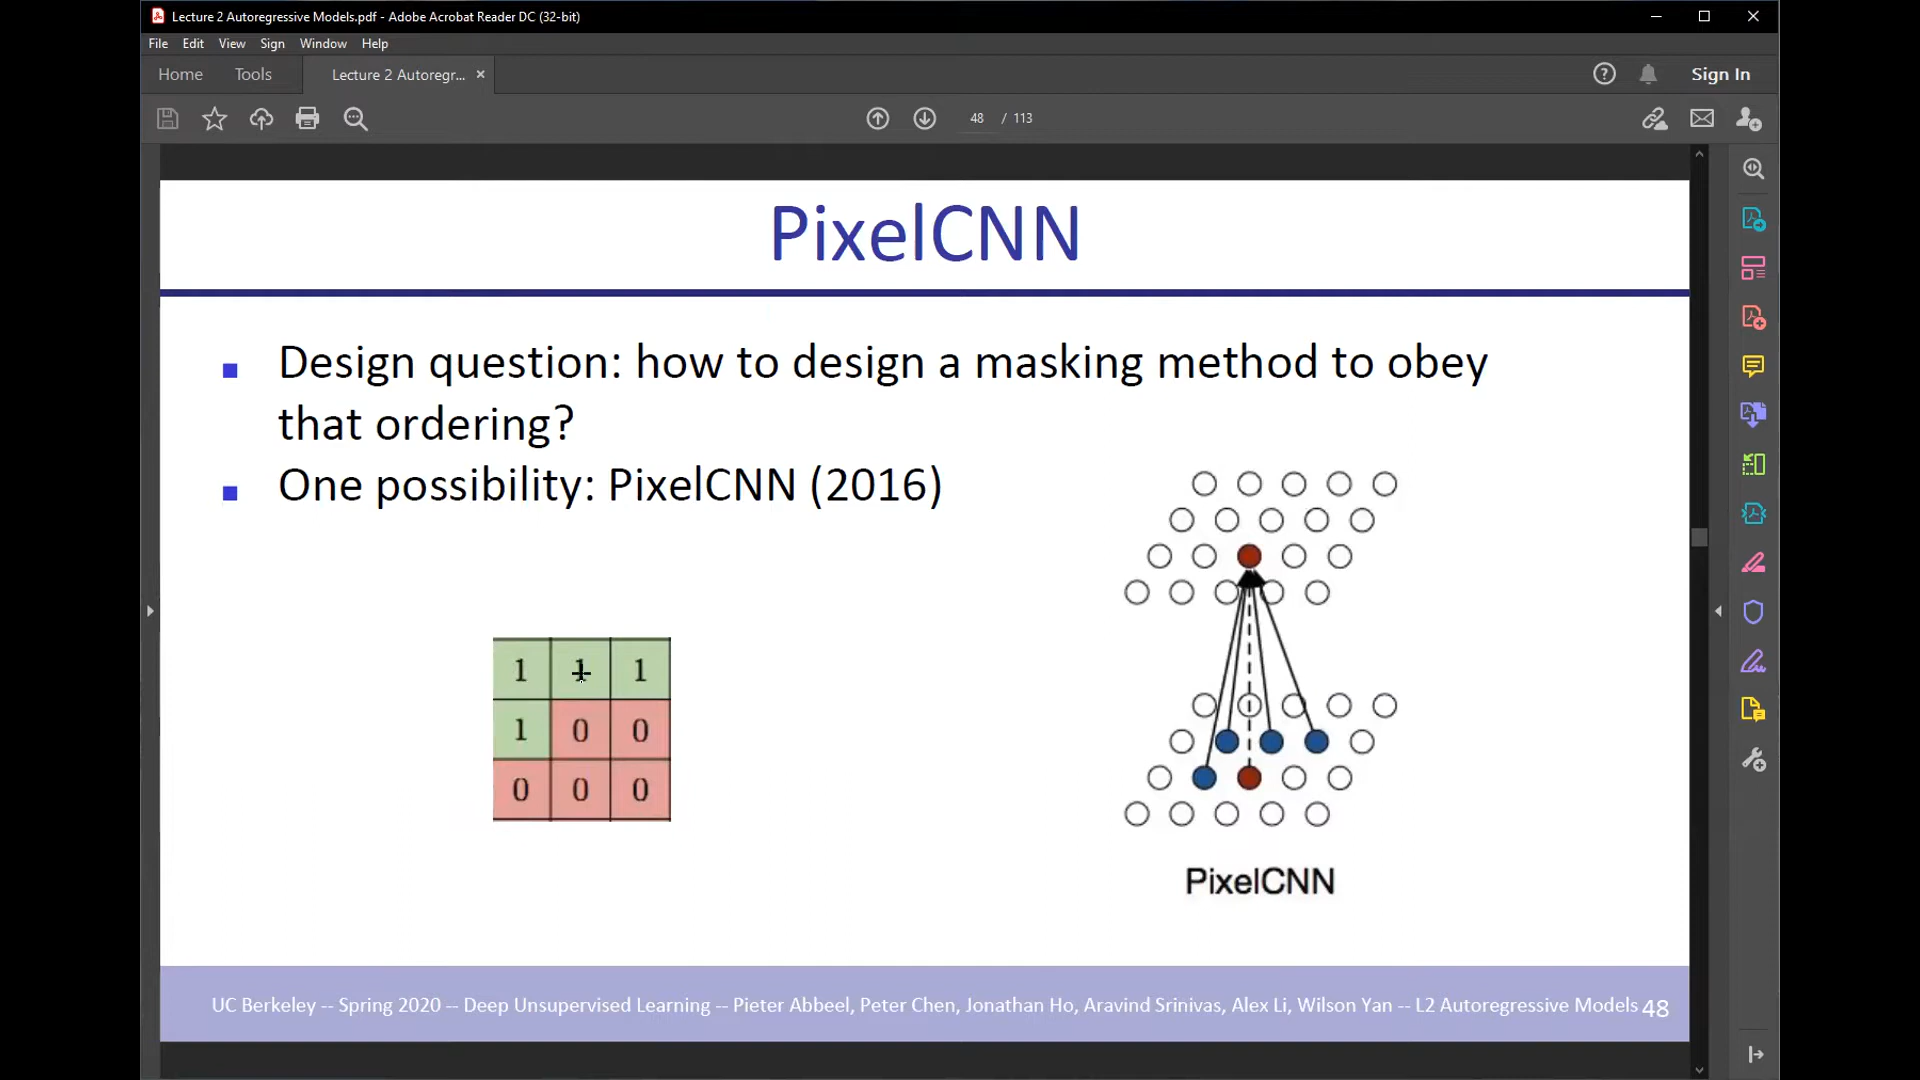 Lecture 2 Autoregressive Models.pdf - Adobe Acrobat Reader DC (32-bit)
File Edit View Sign Window Help
Home Tools Lecture 2 Autoregr... × Sign In
48 / 113
PixelCNN
Design question: how to design a masking method to obey
that ordering?
One possibility: PixelCNN (2016)
1 1 1
1 0 0
0 0 0
PixelCNN
UC Berkeley -- Spring 2020 -- Deep Unsupervised Learning -- Pieter Abbeel, Peter Chen, Jonathan Ho, Aravind Srinivas, Alex Li, Wilson Yan -- L2 Autoregressive Models 48